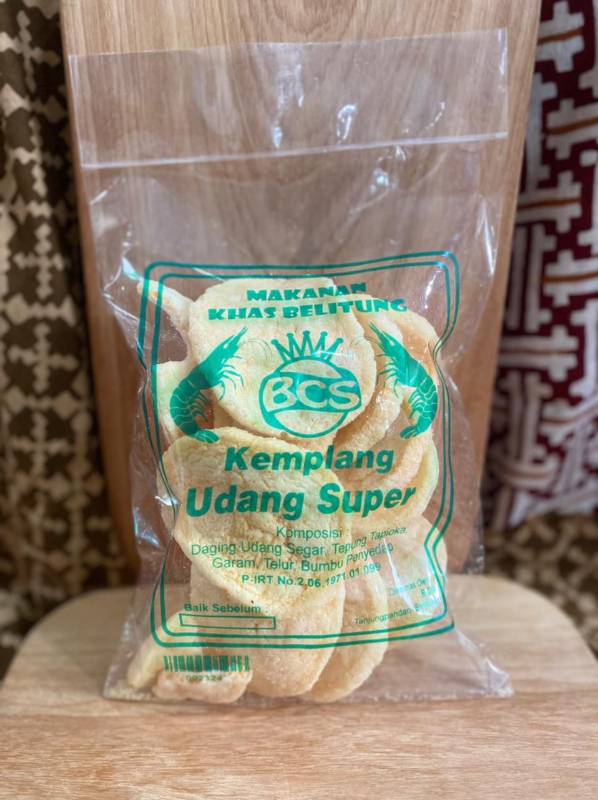 MAKANAN
KHAS BELITUNG
BCS
Kemplang
Udang Super
Komposisi :
Daging Udang Segar, Tepung Tapioka,
Garam, Telur, Bumbu Penyedap
P-IRT No.2.06.1971.01.099
Baik Sebelum :
Tanjungpandan
002324